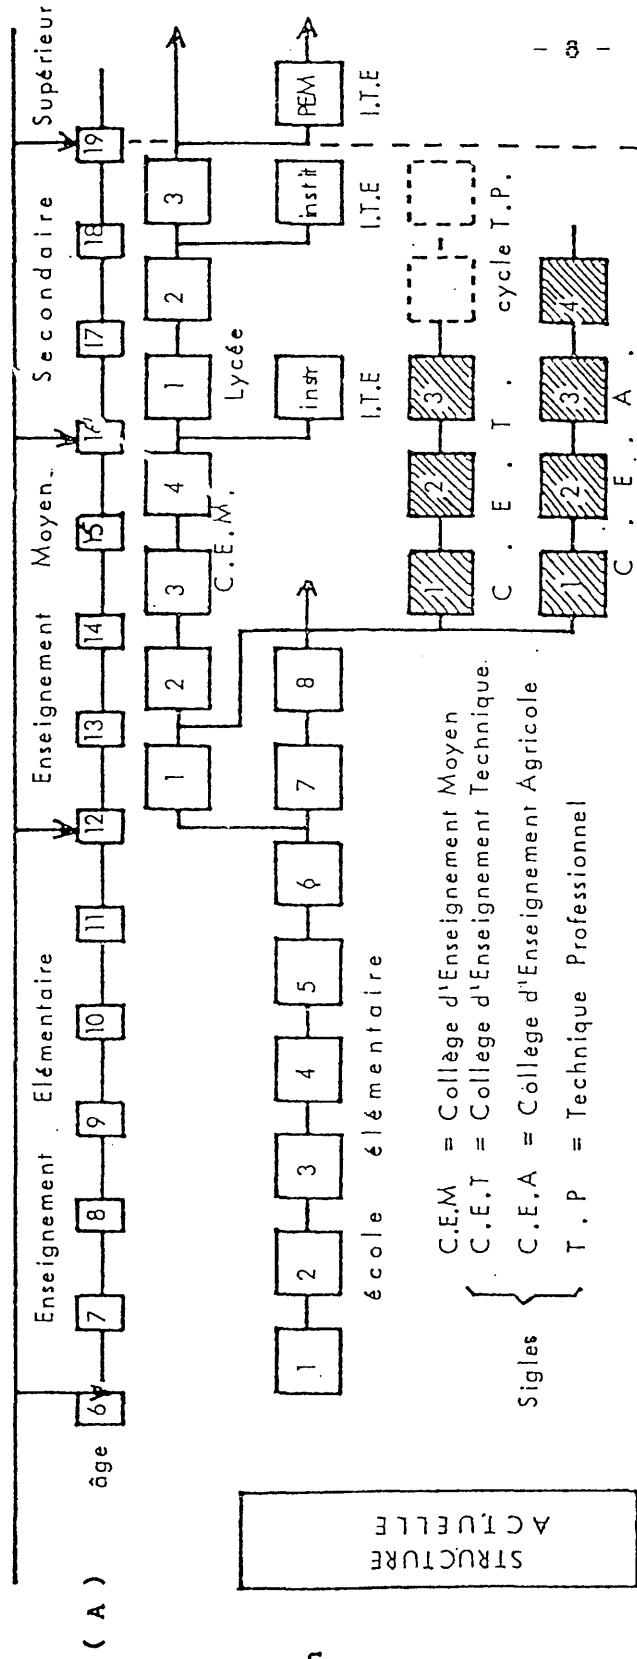 - 8 -
( A )
Enseignement Elémentaire Enseignement Moyen Secondaire Supérieur
âge 6 7 8 9 10 11 12 13 14 15 16 17 18 19
1 2 3 4 1 2 3
C.E.M. Lycée
1 2 3 4 5 6 7 8 instr instit PEM
école élémentaire I.T.E I.T.E I.T.E
1 2 3
C . E . T . cycle T.P.
1 2 3 4
C . E . A .
Sigles
C.E.M = Collège d'Enseignement Moyen
C.E.T = Collège d'Enseignement Technique
C.E.A = Collège d'Enseignement Agricole
T . P = Technique Professionnel
STRUCTURE
ACTUELLE